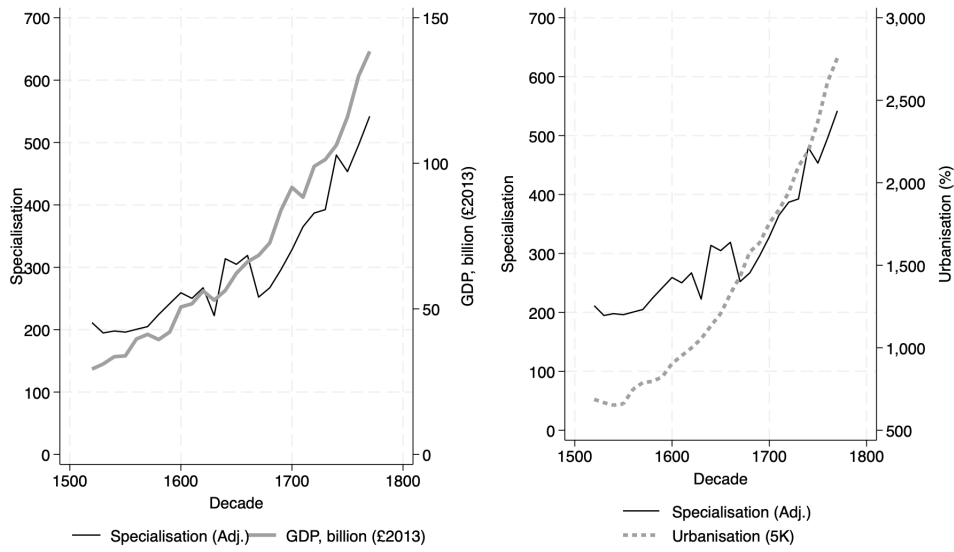 700
600
500
400
300
200
100
0
Specialisation
150
100
50
0
GDP, billion (£2013)
1500 1600 1700 1800
Decade
Specialisation (Adj.) GDP, billion (£2013)
700
600
500
400
300
200
100
0
Specialisation
3,000
2,500
2,000
1,500
1,000
500
Urbanisation (%)
1500 1600 1700 1800
Decade
Specialisation (Adj.)
Urbanisation (5K)